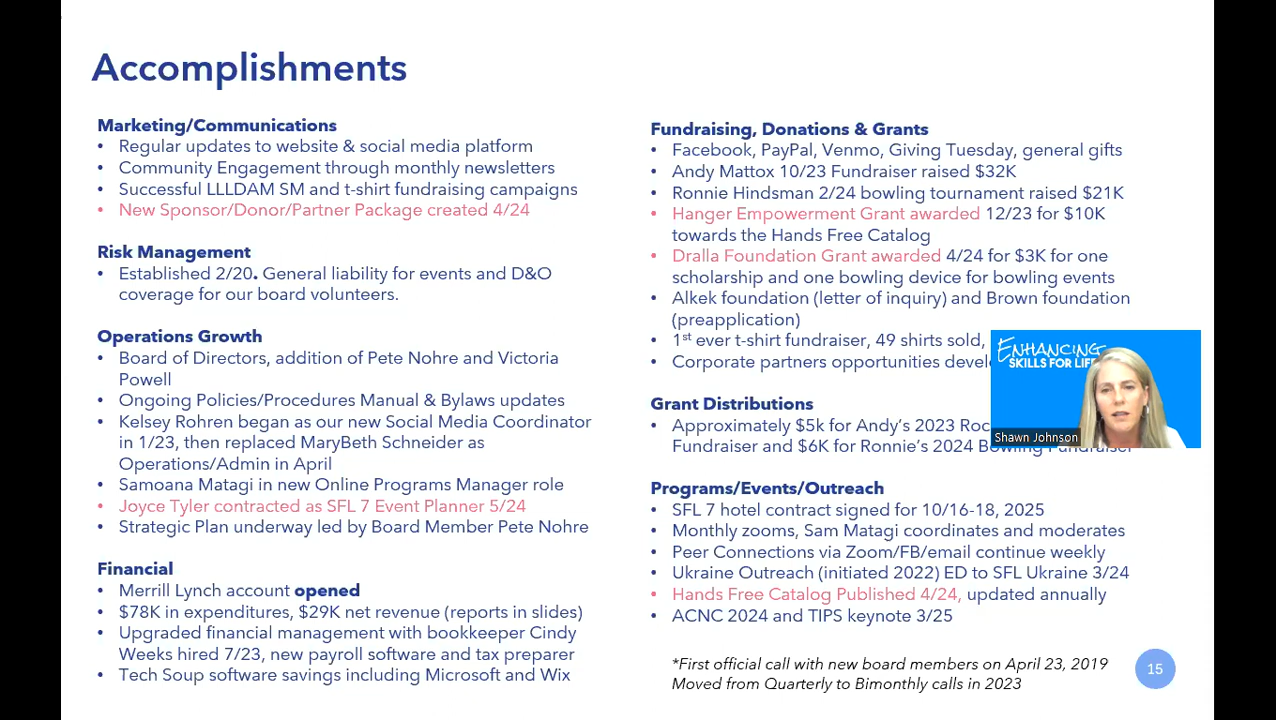 Accomplishments
Marketing/Communications
• Regular updates to website & social media platform
• Community Engagement through monthly newsletters
• Successful LLLDAM SM and t-shirt fundraising campaigns
• New Sponsor/Donor/Partner Package created 4/24
Risk Management
• Established 2/20. General liability for events and D&O
coverage for our board volunteers.
Operations Growth
• Board of Directors, addition of Pete Nohre and Victoria
Powell
• Ongoing Policies/Procedures Manual & Bylaws updates
• Kelsey Rohren began as our new Social Media Coordinator
in 1/23, then replaced MaryBeth Schneider as
Operations/Admin in April
• Samoana Matagi in new Online Programs Manager role
• Joyce Tyler contracted as SFL 7 Event Planner 5/24
• Strategic Plan underway led by Board Member Pete Nohre
Financial
• Merrill Lynch account opened
• $78K in expenditures, $29K net revenue (reports in slides)
• Upgraded financial management with bookkeeper Cindy
Weeks hired 7/23, new payroll software and tax preparer
• Tech Soup software savings including Microsoft and Wix
Fundraising, Donations & Grants
• Facebook, PayPal, Venmo, Giving Tuesday, general gifts
• Andy Mattox 10/23 Fundraiser raised $32K
• Ronnie Hindsman 2/24 bowling tournament raised $21K
• Hanger Empowerment Grant awarded 12/23 for $10K
towards the Hands Free Catalog
• Dralla Foundation Grant awarded 4/24 for $3K for one
scholarship and one bowling device for bowling events
• Alkek foundation (letter of inquiry) and Brown foundation
(preapplication)
• 1st ever t-shirt fundraiser, 49 shirts sold,
• Corporate partners opportunities
ENHANCING
SKILLS FOR LIFE
Shawn Johnson
Grant Distributions
• Approximately $5k for Andy's 2023
Fundraiser and $6K for Ronnie's 2024 Bowling Fundraiser
Programs/Events/Outreach
• SFL 7 hotel contract signed for 10/16-18, 2025
• Monthly zooms, Sam Matagi coordinates and moderates
• Peer Connections via Zoom/FB/email continue weekly
• Ukraine Outreach (initiated 2022) ED to SFL Ukraine 3/24
• Hands Free Catalog Published 4/24, updated annually
• ACNC 2024 and TIPS keynote 3/25
*First official call with new board members on April 23, 2019
Moved from Quarterly to Bimonthly calls in 2023
15